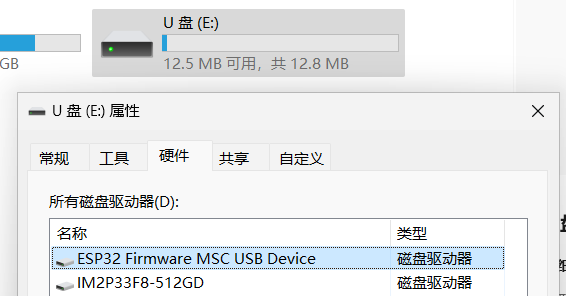 U 盘 (E:)
GB
12.5 MB 可用，共 12.8 MB
U 盘 (E:) 属性
常规 工具 硬件 共享 自定义
所有磁盘驱动器(D):
名称 类型
ESP32 Firmware MSC USB Device 磁盘驱动器
IM2P33F8-512GD 磁盘驱动器